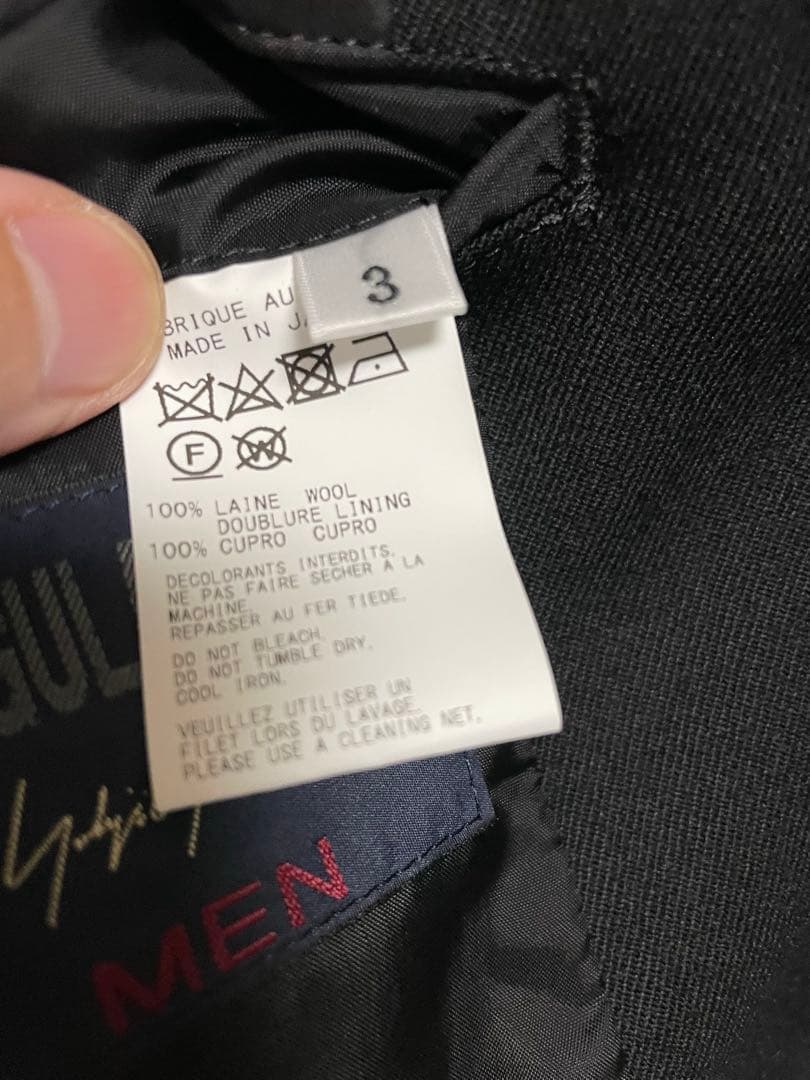 3
BRIQUE AU
MADE IN JA
F
W
100% LAINE WOOL
DOUBLURE LINING
100% CUPRO CUPRO
DECOLORANTS INTERDITS.
NE PAS FAIRE SECHER A LA
MACHINE.
REPASSER AU FER TIEDE.
DO NOT BLEACH.
DO NOT TUMBLE DRY.
COOL IRON.
VEUILLEZ UTILISER UN
FILET LORS DU LAVAGE.
PLEASE USE A CLEANING NET.
GUL
Yohji
MEN